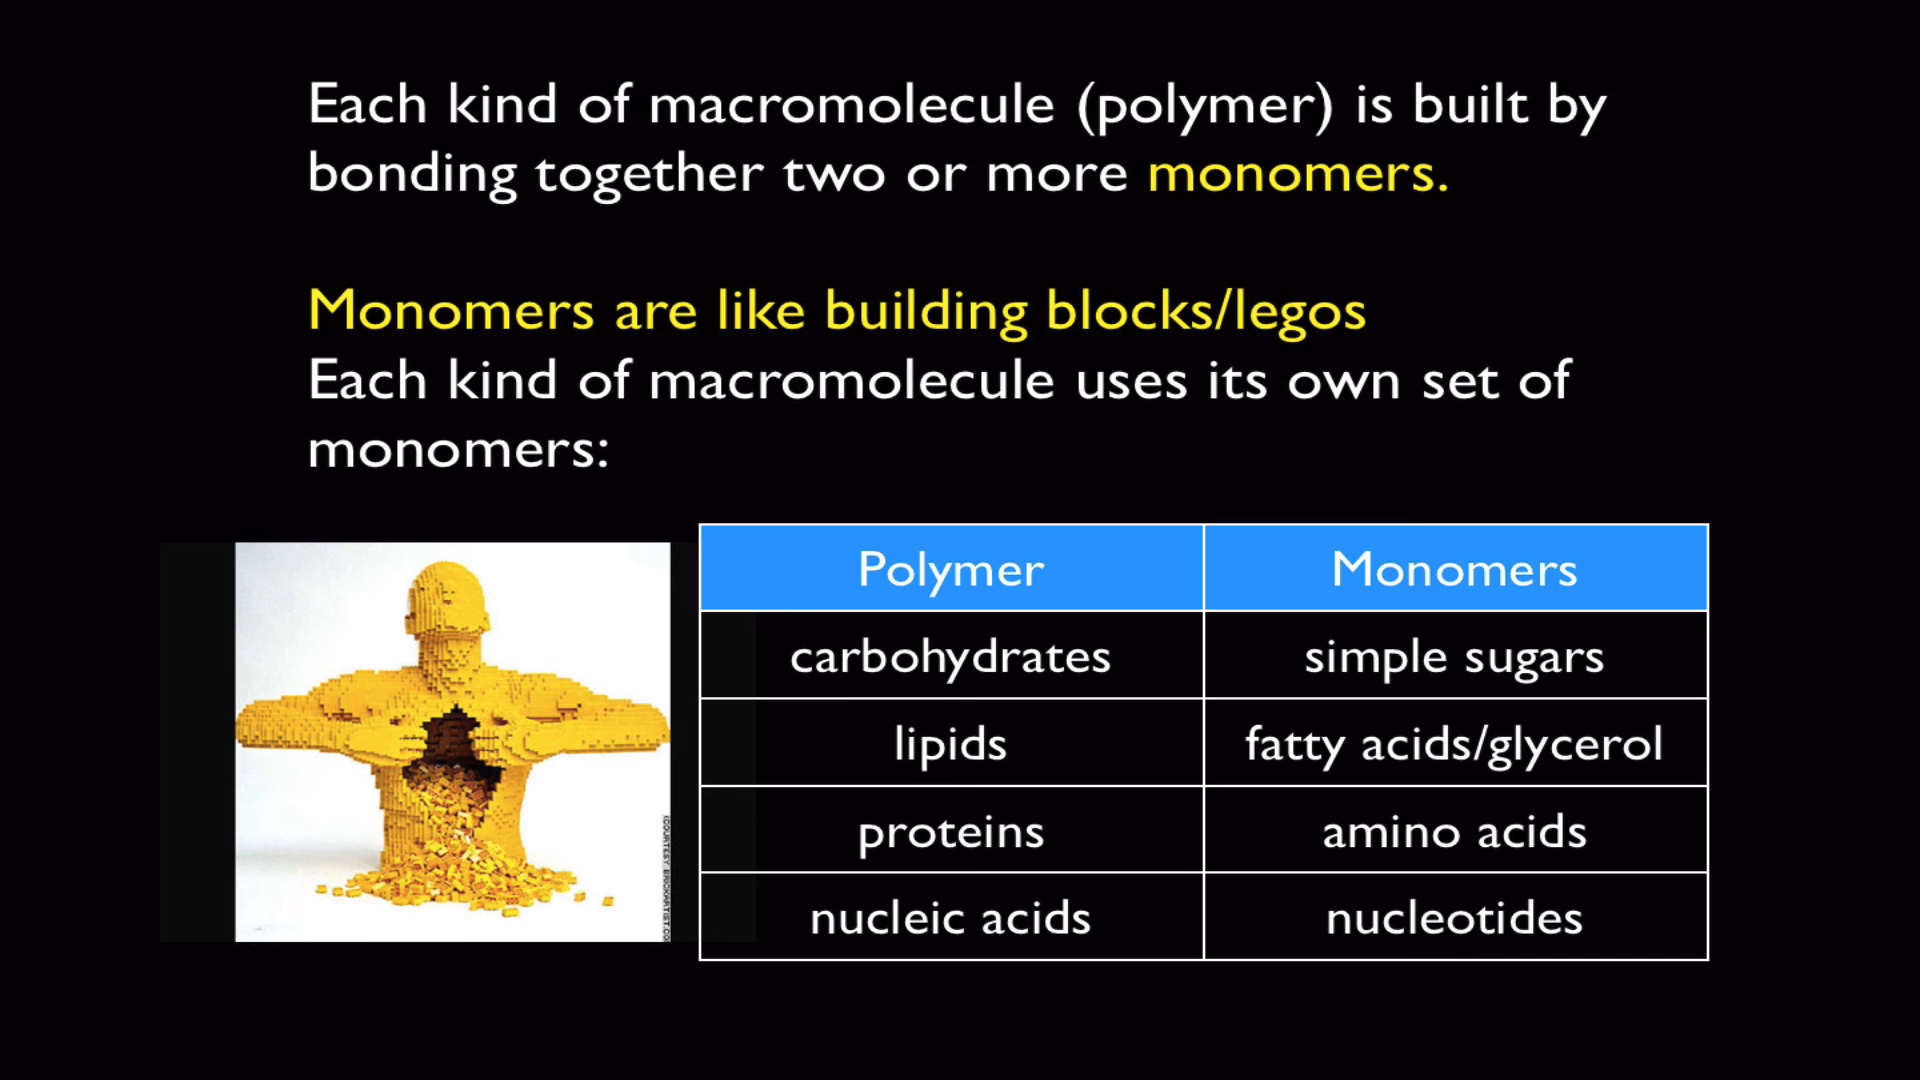 Each kind of macromolecule (polymer) is built by
bonding together two or more monomers.
Monomers are like building blocks/legos
Each kind of macromolecule uses its own set of
monomers:
Polymer Monomers
carbohydrates simple sugars
lipids fatty acids/glycerol
proteins amino acids
nucleic acids nucleotides